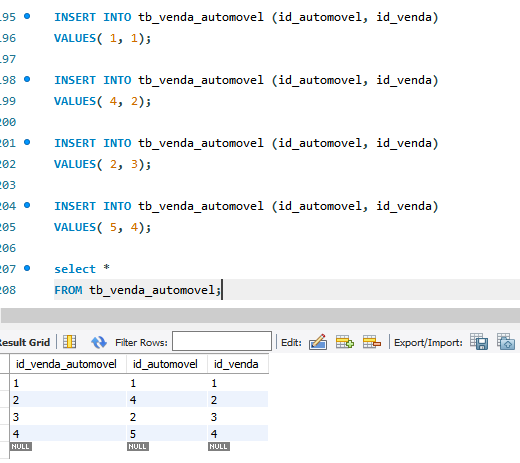 195 INSERT INTO tb_venda_automovel (id_automovel, id_venda)
196 VALUES( 1, 1);
197
198 INSERT INTO tb_venda_automovel (id_automovel, id_venda)
199 VALUES( 4, 2);
200
201 INSERT INTO tb_venda_automovel (id_automovel, id_venda)
202 VALUES( 2, 3);
203
204 INSERT INTO tb_venda_automovel (id_automovel, id_venda)
205 VALUES( 5, 4);
206
207 select *
208 FROM tb_venda_automovel;
Result Grid Filter Rows: Edit: Export/Import:
id_venda_automovel id_automovel id_venda
1 1 1
2 4 2
3 2 3
4 5 4
NULL NULL NULL